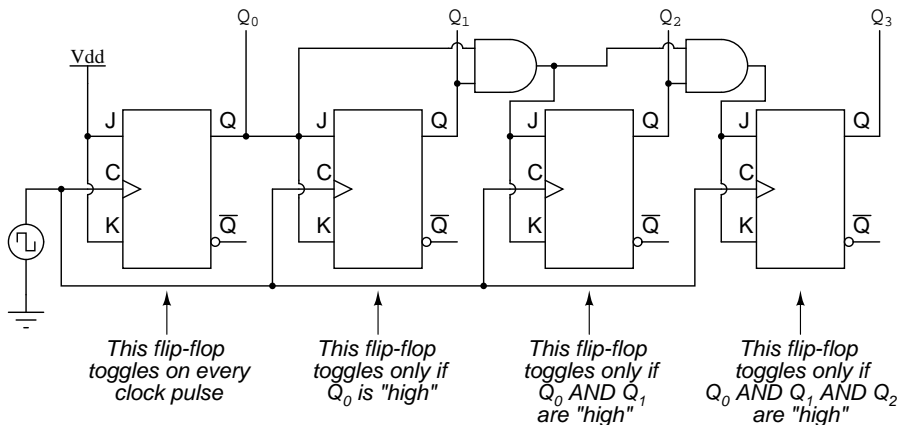 Q0 Q1 Q2 Q3
Vdd
J Q J Q J Q J Q
C C C C
K Q̅ K Q̅ K Q̅ K Q̅
This flip-flop
toggles on every
clock pulse
This flip-flop
toggles only if
Q0 is "high"
This flip-flop
toggles only if
Q0 AND Q1
are "high"
This flip-flop
toggles only if
Q0 AND Q1 AND Q2
are "high"